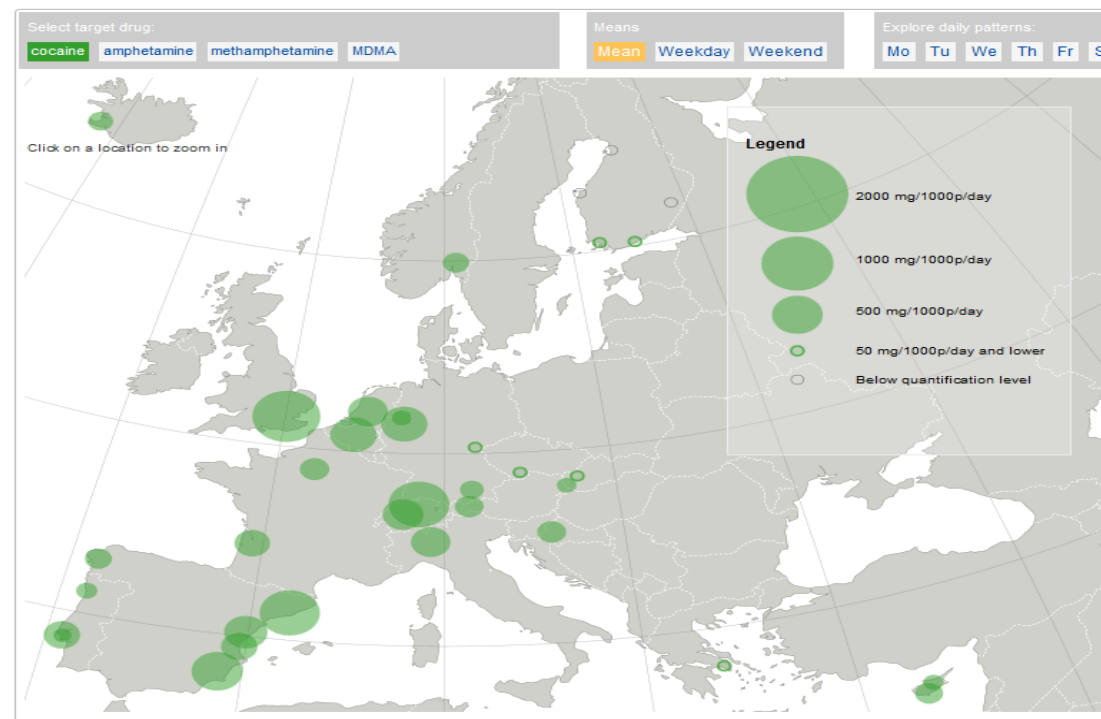 Select target drug:
cocaine amphetamine methamphetamine MDMA
Means
Mean Weekday Weekend
Explore daily patterns:
Mo Tu We Th Fr S
Click on a location to zoom in
Legend
2000 mg/1000p/day
1000 mg/1000p/day
500 mg/1000p/day
50 mg/1000p/day and lower
Below quantification level